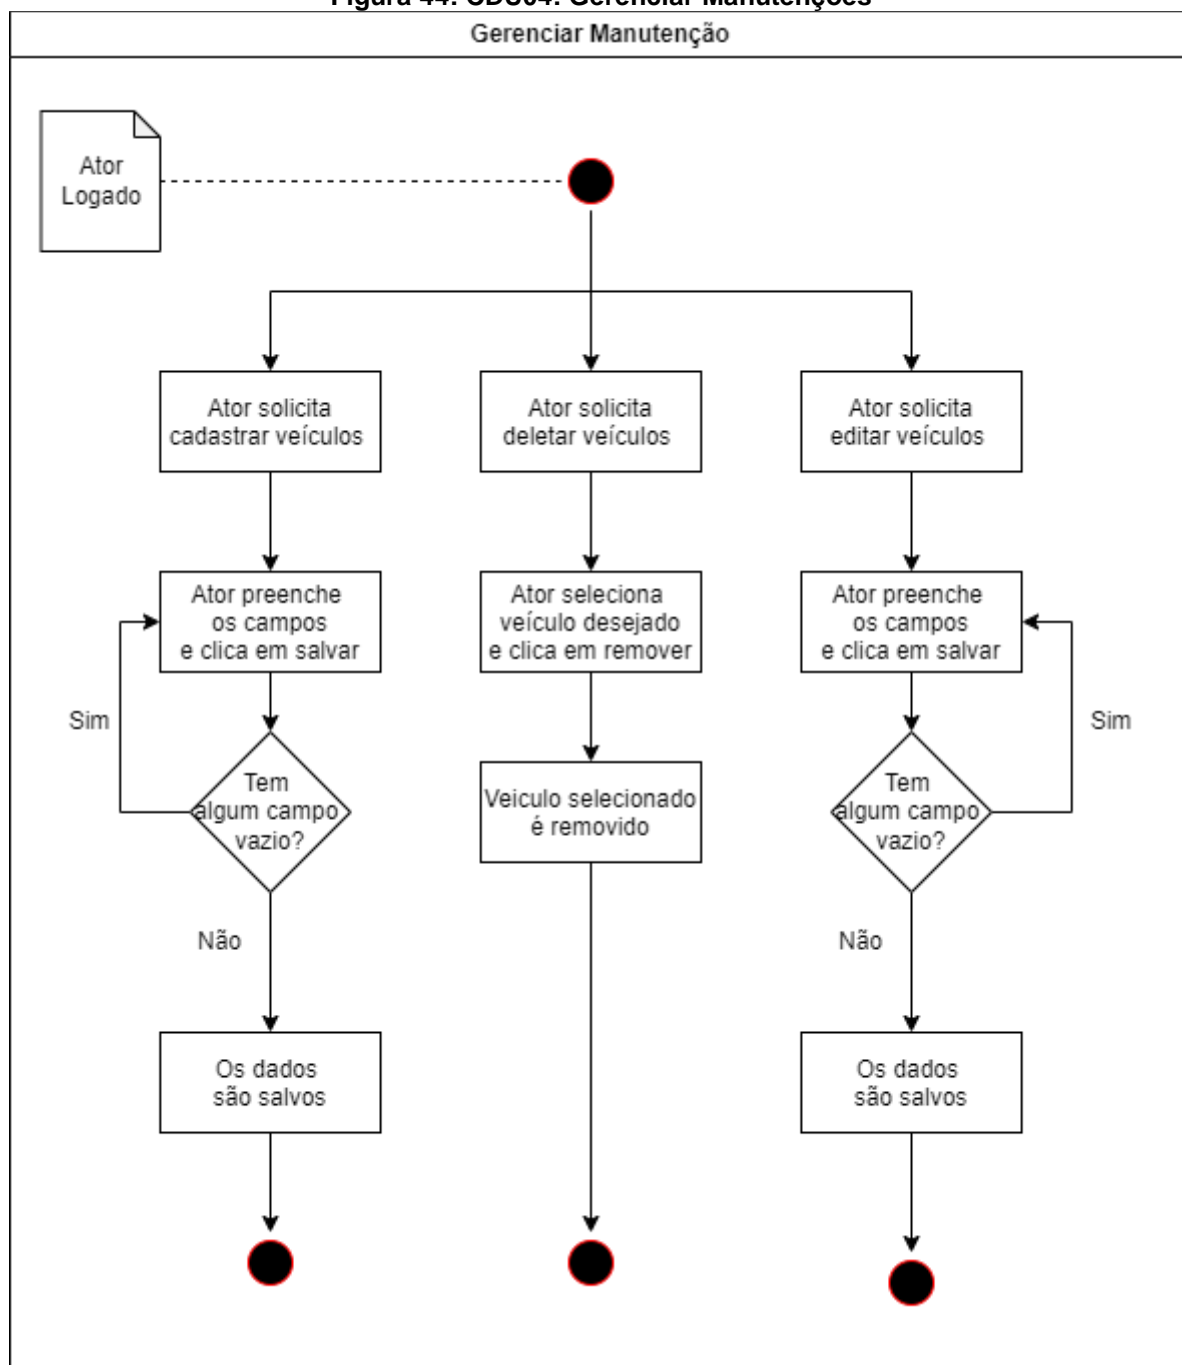 Figura 44: CDU04: Gerenciar Manutenções
Gerenciar Manutenção
Ator
Logado
Ator solicita
cadastrar veículos
Ator solicita
deletar veículos
Ator solicita
editar veículos
Ator preenche
os campos
e clica em salvar
Ator seleciona
veículo desejado
e clica em remover
Ator preenche
os campos
e clica em salvar
Sim
Sim
Tem
algum campo
vazio?
Veiculo selecionado
é removido
Tem
algum campo
vazio?
Não
Não
Os dados
são salvos
Os dados
são salvos